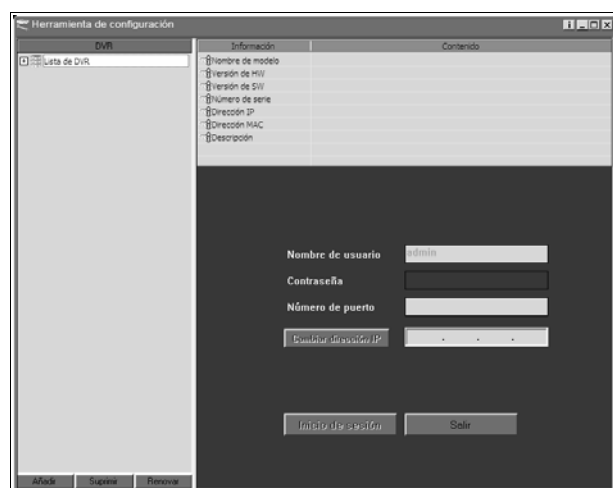 Herramienta de configuración
DVR
Lista de DVR
Información Contenido
Nombre de modelo
Versión de HW
Versión de SW
Número de serie
Dirección IP
Dirección MAC
Descripción
Nombre de usuario admin
Contraseña
Número de puerto
Cambiar dirección IP . . .
Inicio de sesión Salir
Añadir Suprimir Renovar